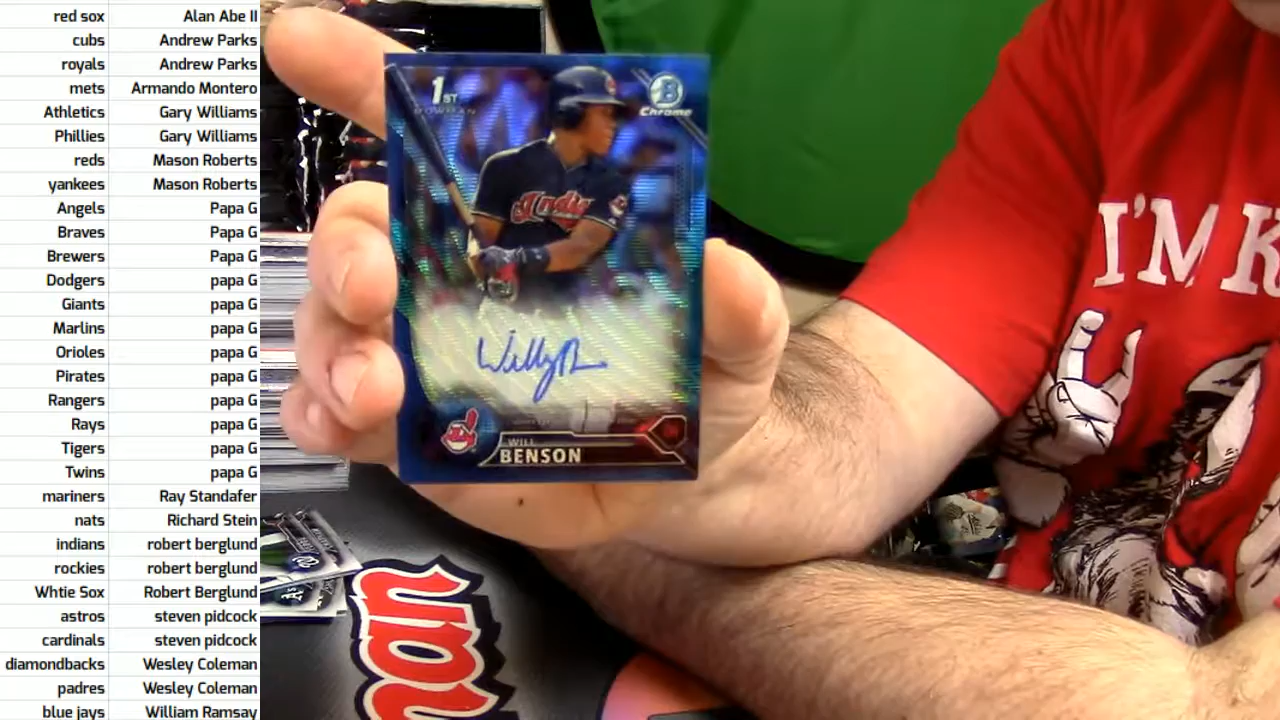 red sox Alan Abe II
cubs Andrew Parks
royals Andrew Parks
mets Armando Montero
Athletics Gary Williams
Phillies Gary Williams
reds Mason Roberts
yankees Mason Roberts
Angels Papa G
Braves Papa G
Brewers Papa G
Dodgers papa G
Giants papa G
Marlins papa G
Orioles papa G
Pirates papa G
Rangers papa G
Rays papa G
Tigers papa G
Twins papa G
mariners Ray Standafer
nats Richard Stein
indians robert berglund
rockies robert berglund
Whtie Sox Robert Berglund
astros steven pidcock
cardinals steven pidcock
diamondbacks Wesley Coleman
padres Wesley Coleman
blue jays William Ramsay
1ST
BOWMAN
B
Chrome
Indians
Willy B
WILL
BENSON
I'M K